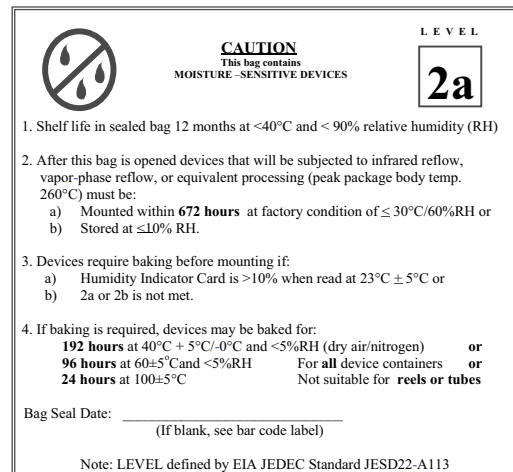 LEVEL
CAUTION
This bag contains
MOISTURE –SENSITIVE DEVICES
2a
1. Shelf life in sealed bag 12 months at <40°C and < 90% relative humidity (RH)
2. After this bag is opened devices that will be subjected to infrared reflow,
vapor-phase reflow, or equivalent processing (peak package body temp.
260°C) must be:
a) Mounted within 672 hours at factory condition of ≤ 30°C/60%RH or
b) Stored at ≤10% RH.
3. Devices require baking before mounting if:
a) Humidity Indicator Card is >10% when read at 23°C ± 5°C or
b) 2a or 2b is not met.
4. If baking is required, devices may be baked for:
192 hours at 40°C + 5°C/-0°C and <5%RH (dry air/nitrogen) or
96 hours at 60±5°Cand <5%RH For all device containers or
24 hours at 100±5°C Not suitable for reels or tubes
Bag Seal Date: ____________________________
(If blank, see bar code label)
Note: LEVEL defined by EIA JEDEC Standard JESD22-A113